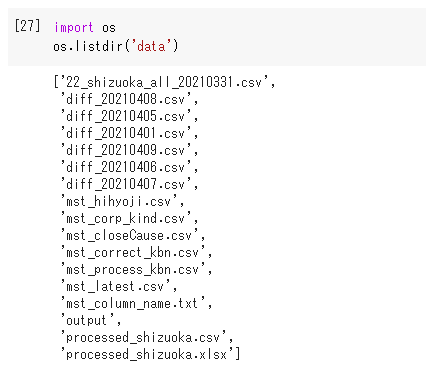 [27] import os
os.listdir('data')
['22_shizuoka_all_20210331.csv',
'diff_20210408.csv',
'diff_20210405.csv',
'diff_20210401.csv',
'diff_20210409.csv',
'diff_20210406.csv',
'diff_20210407.csv',
'mst_hihyoji.csv',
'mst_corp_kind.csv',
'mst_closeCause.csv',
'mst_correct_kbn.csv',
'mst_process_kbn.csv',
'mst_latest.csv',
'mst_column_name.txt',
'output',
'processed_shizuoka.csv',
'processed_shizuoka.xlsx']